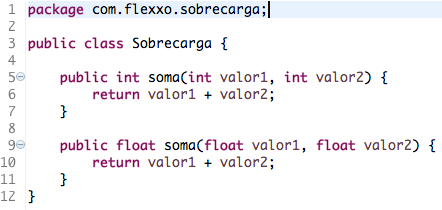 1 package com.flexxo.sobrecarga;
2
3 public class Sobrecarga {
4
5 public int soma(int valor1, int valor2) {
6 return valor1 + valor2;
7 }
8
9 public float soma(float valor1, float valor2) {
10 return valor1 + valor2;
11 }
12 }